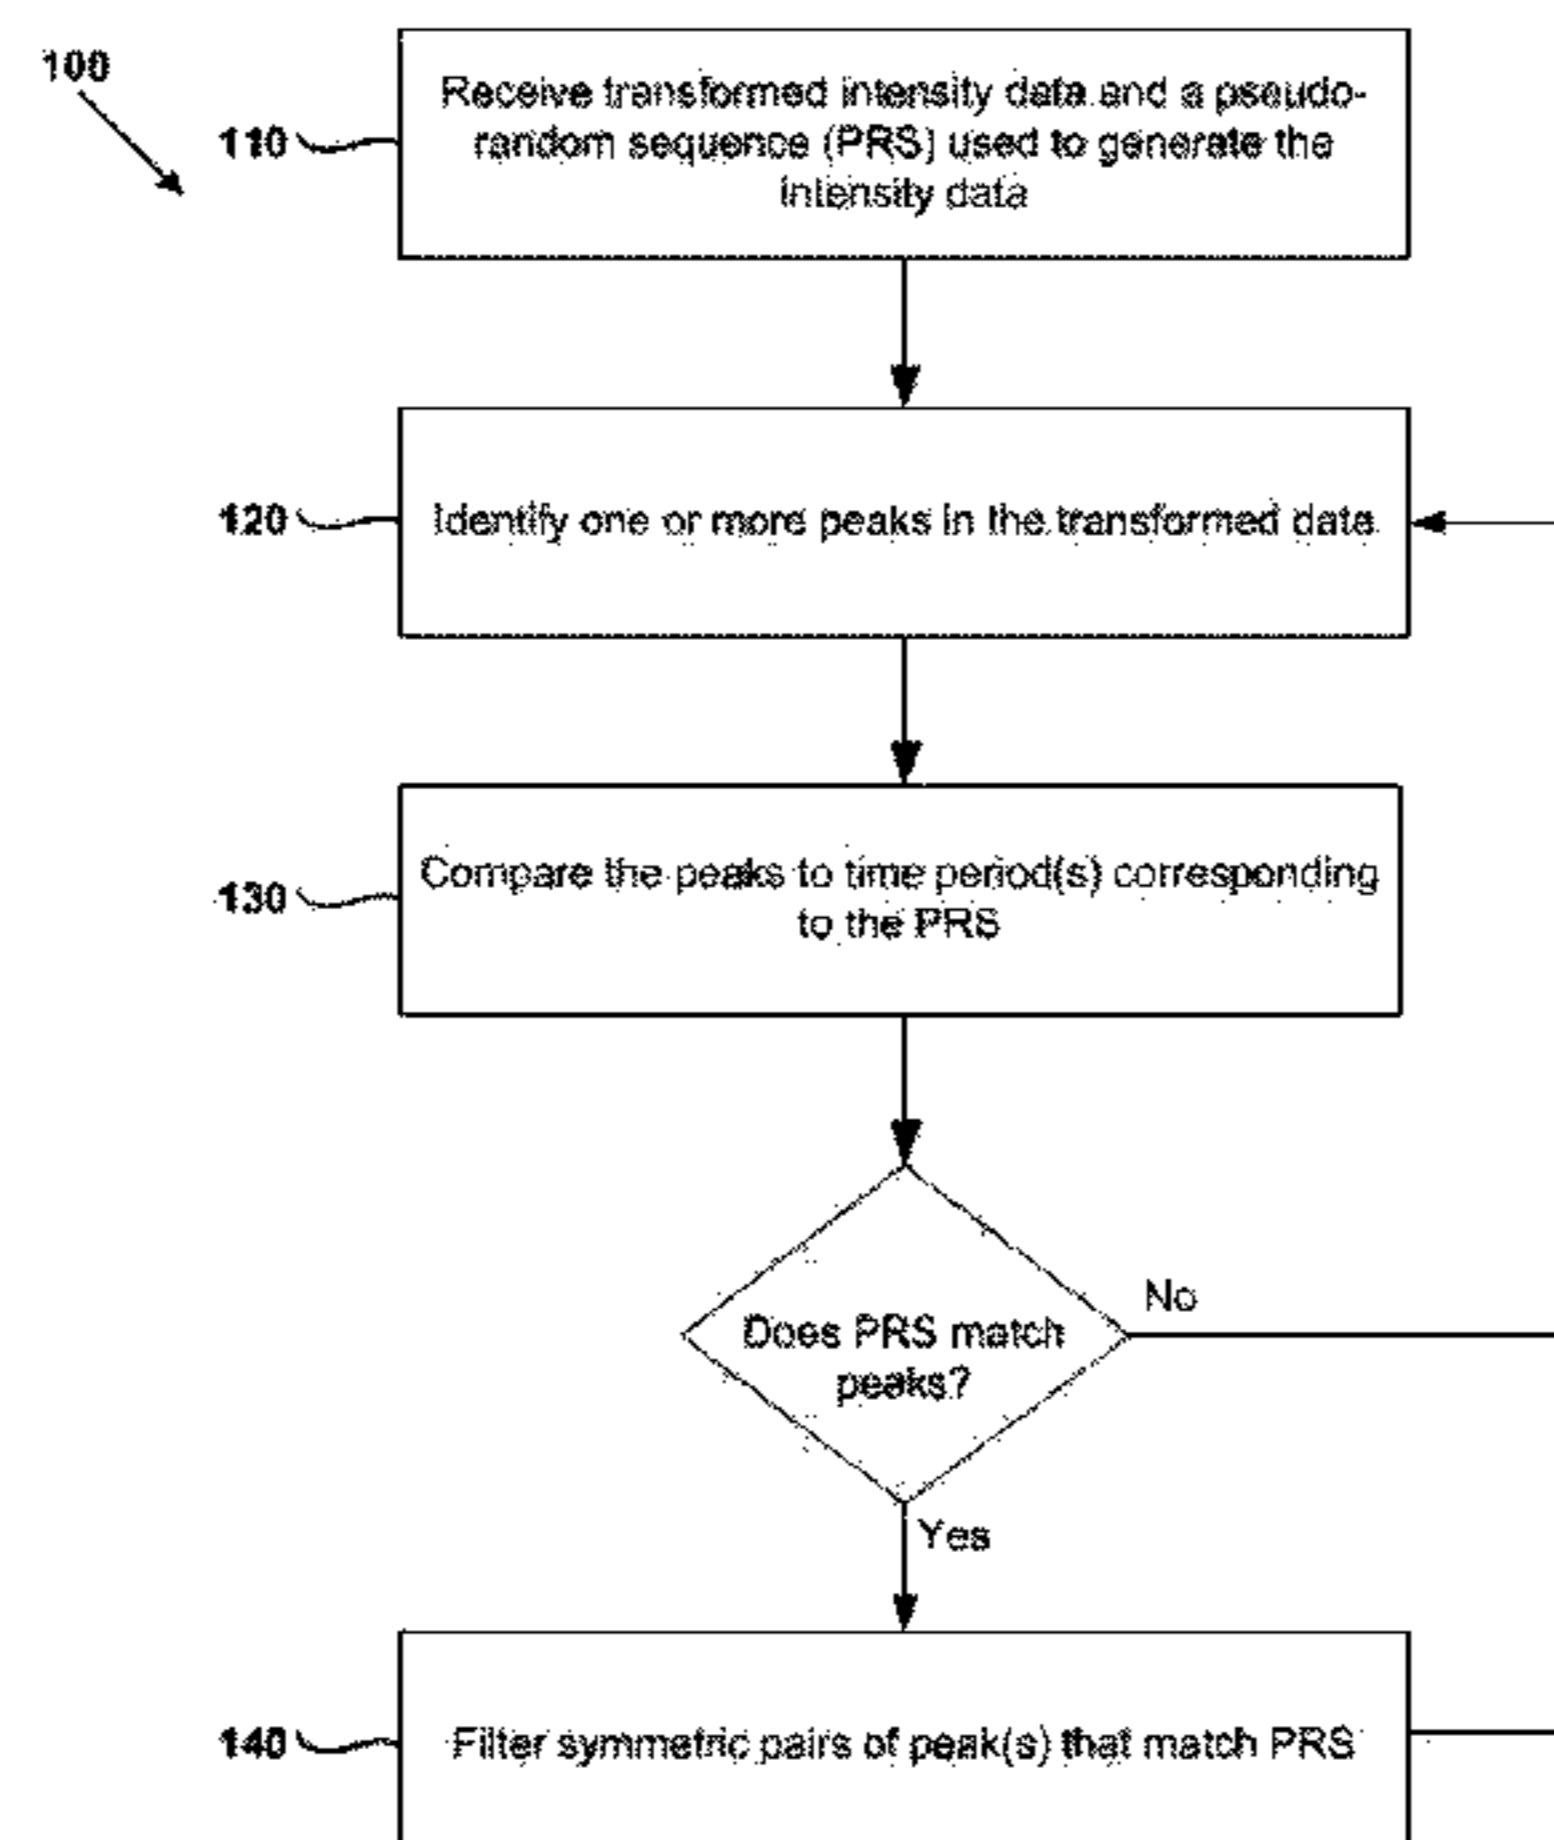 100
110
Receive transformed intensity data and a pseudo-
random sequence (PRS) used to generate the
intensity data
120
Identify one or more peaks in the transformed data
130
Compare the peaks to time period(s) corresponding
to the PRS
No
Does PRS match
peaks?
Yes
140
Filter symmetric pairs of peak(s) that match PRS